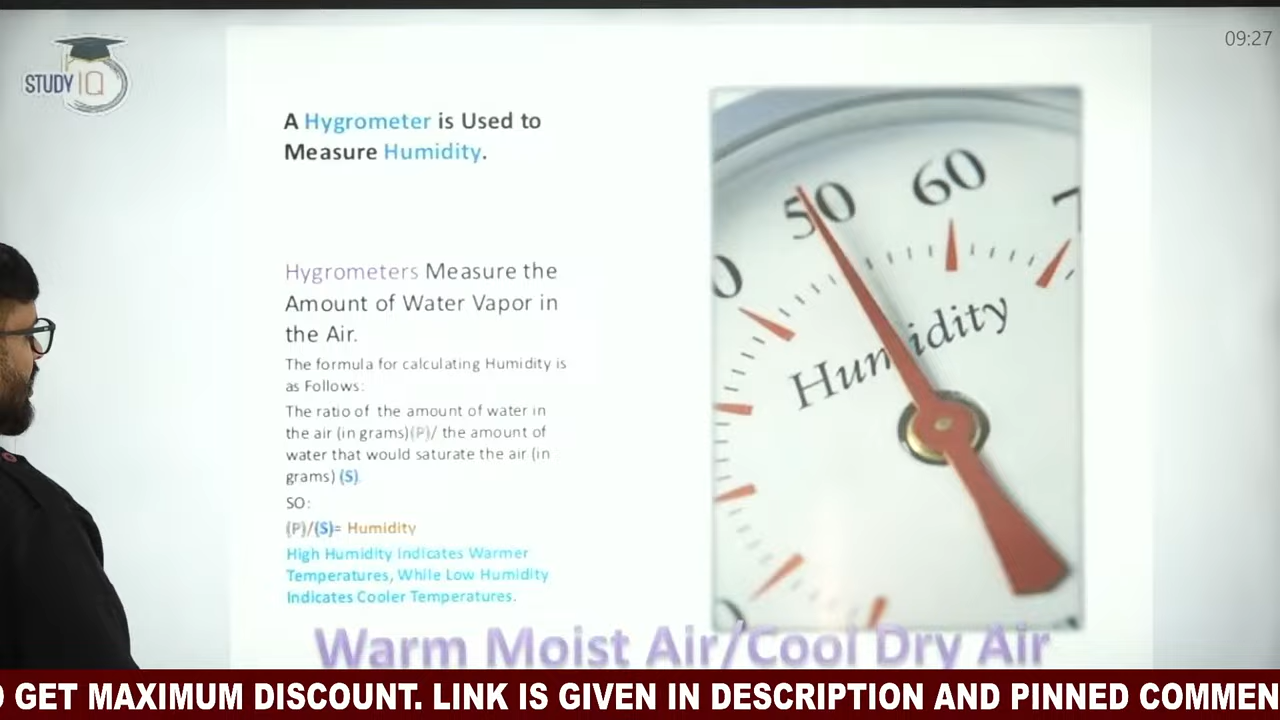 STUDY IQ
09:27
A Hygrometer is Used to
Measure Humidity.
Hygrometers Measure the
Amount of Water Vapor in
the Air.
The formula for calculating Humidity is
as Follows:
The ratio of the amount of water in
the air (in grams)(P)/ the amount of
water that would saturate the air (in
grams) (S).
SO:
(P)/(S)= Humidity
High Humidity Indicates Warmer
Temperatures, While Low Humidity
Indicates Cooler Temperatures.
50
60
7
0
Humidity
0
Warm Moist Air/Cool Dry Air
GET MAXIMUM DISCOUNT. LINK IS GIVEN IN DESCRIPTION AND PINNED COMMEN